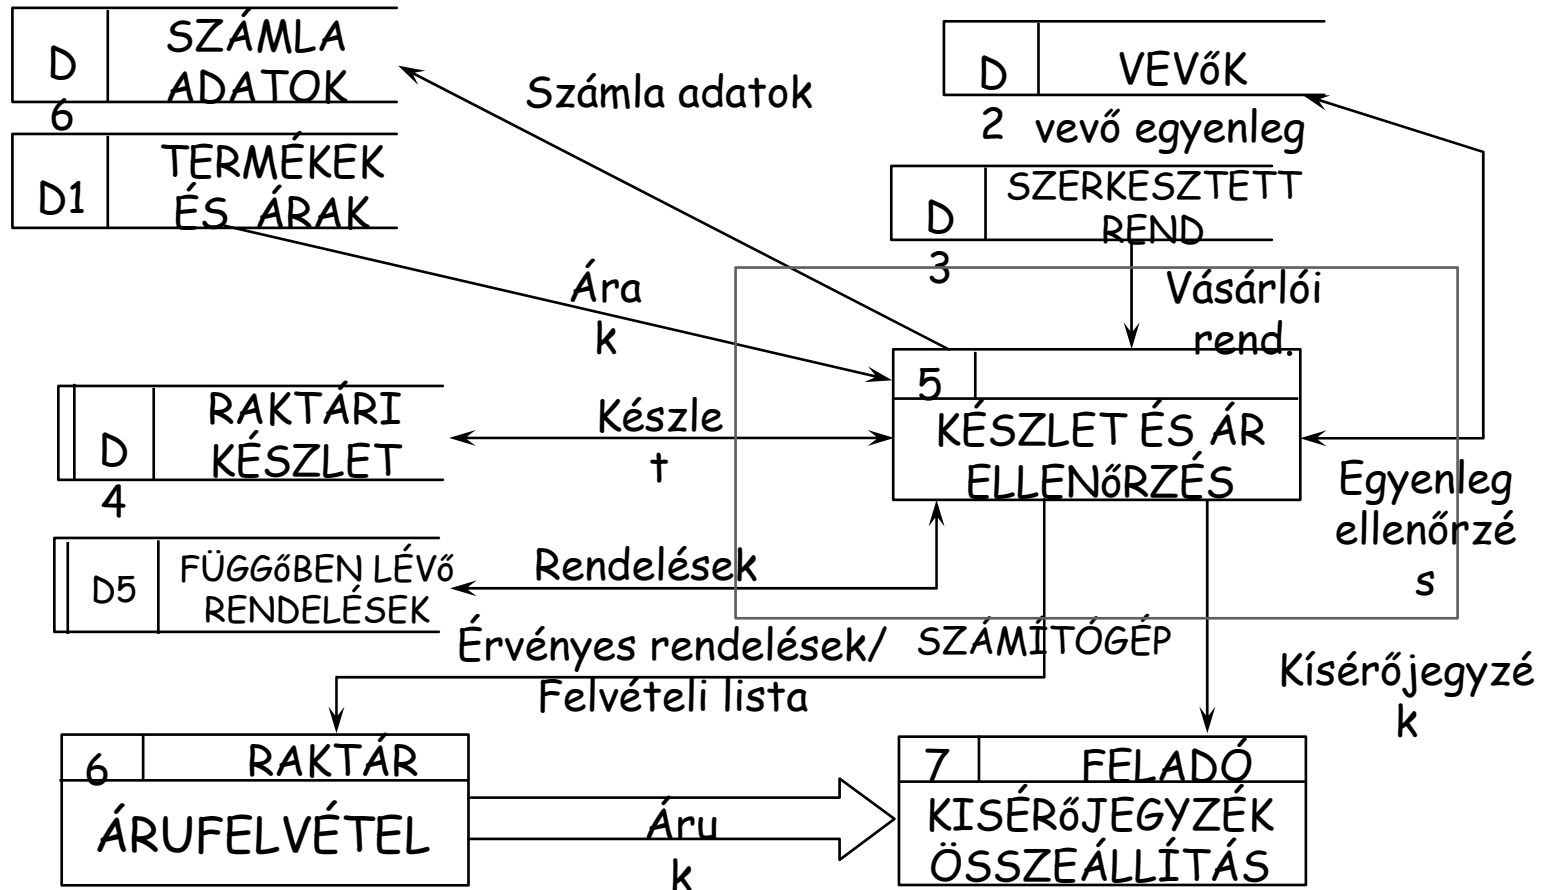 D
6
SZÁMLA
ADATOK
Számla adatok
D
2
VEVőK
vevő egyenleg
D1
TERMÉKEK
ÉS ÁRAK
D
3
SZERKESZTETT
REND
Ára
k
Vásárlói
rend.
5
KÉSZLET ÉS ÁR
ELLENőRZÉS
D
4
RAKTÁRI
KÉSZLET
Készle
t
Egyenleg
ellenőrzé
s
D5
FÜGGőBEN LÉVő
RENDELÉSEK
Rendelések
Érvényes rendelések/
Felvételi lista
SZÁMÍTÓGÉP
Kísérőjegyzé
k
6
RAKTÁR
ÁRUFELVÉTEL
Áru
k
7
FELADÓ
KISÉRőJEGYZÉK
ÖSSZEÁLLÍTÁS